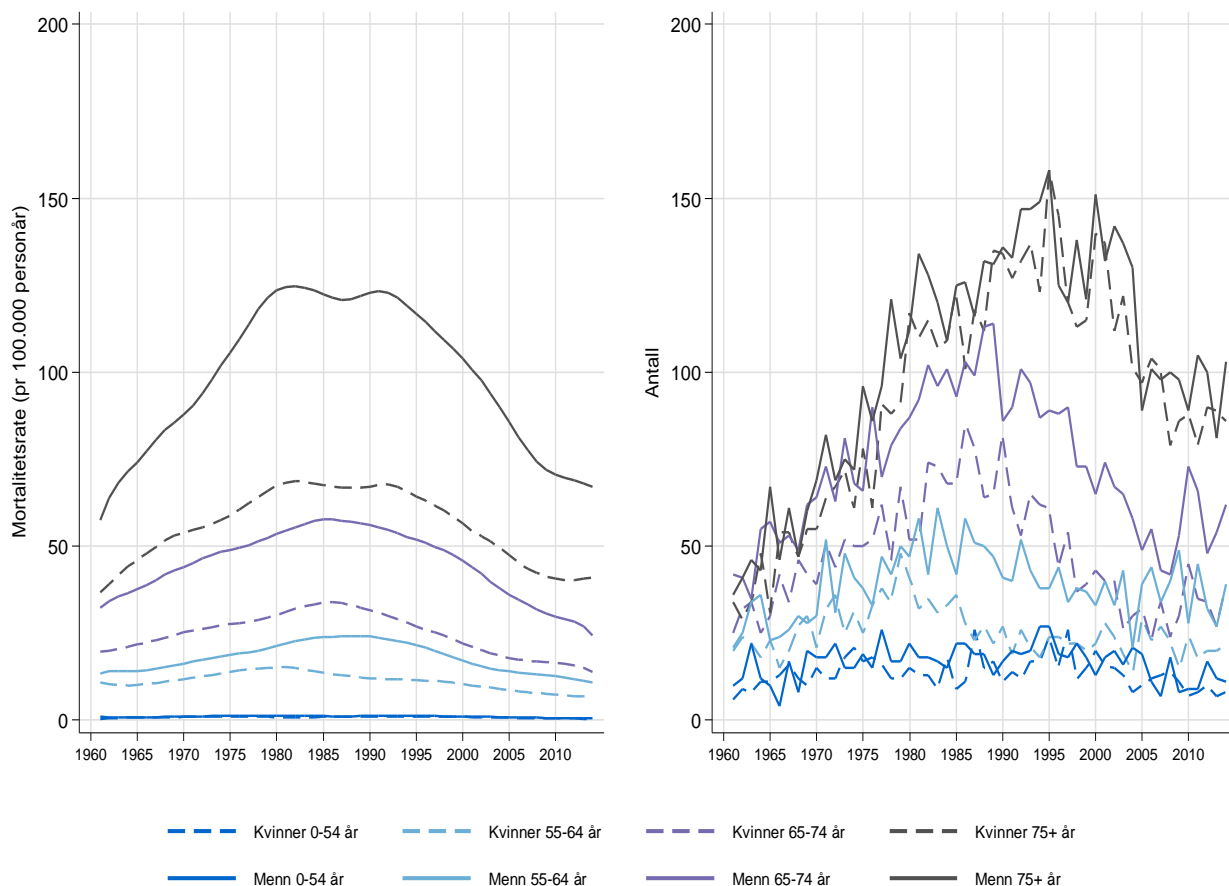 200
150
100
50
0
Mortalitetsrate (pr 100.000 personår)
1960 1965 1970 1975 1980 1985 1990 1995 2000 2005 2010
200
150
100
50
0
Antall
1960 1965 1970 1975 1980 1985 1990 1995 2000 2005 2010
Kvinner 0-54 år Kvinner 55-64 år Kvinner 65-74 år Kvinner 75+ år
Menn 0-54 år Menn 55-64 år Menn 65-74 år Menn 75+ år